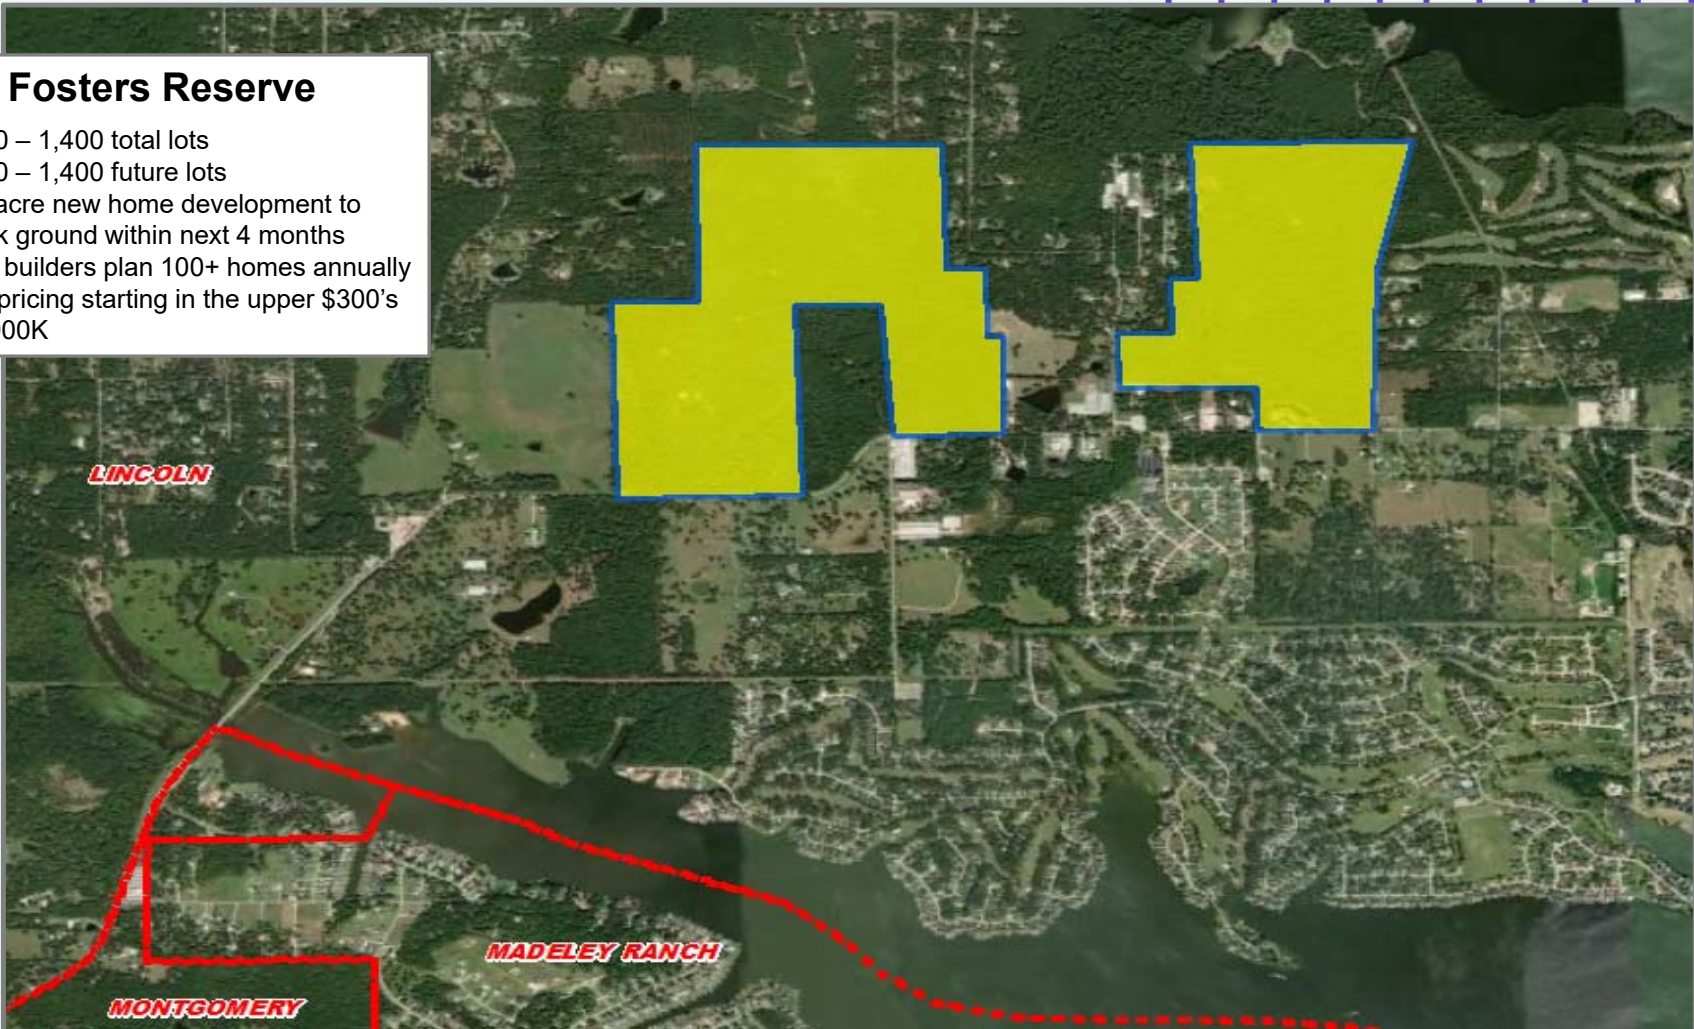 Fosters Reserve
0 – 1,400 total lots
0 – 1,400 future lots
acre new home development to
k ground within next 4 months
builders plan 100+ homes annually
pricing starting in the upper $300's
00K
LINCOLN
MADELEY RANCH
MONTGOMERY